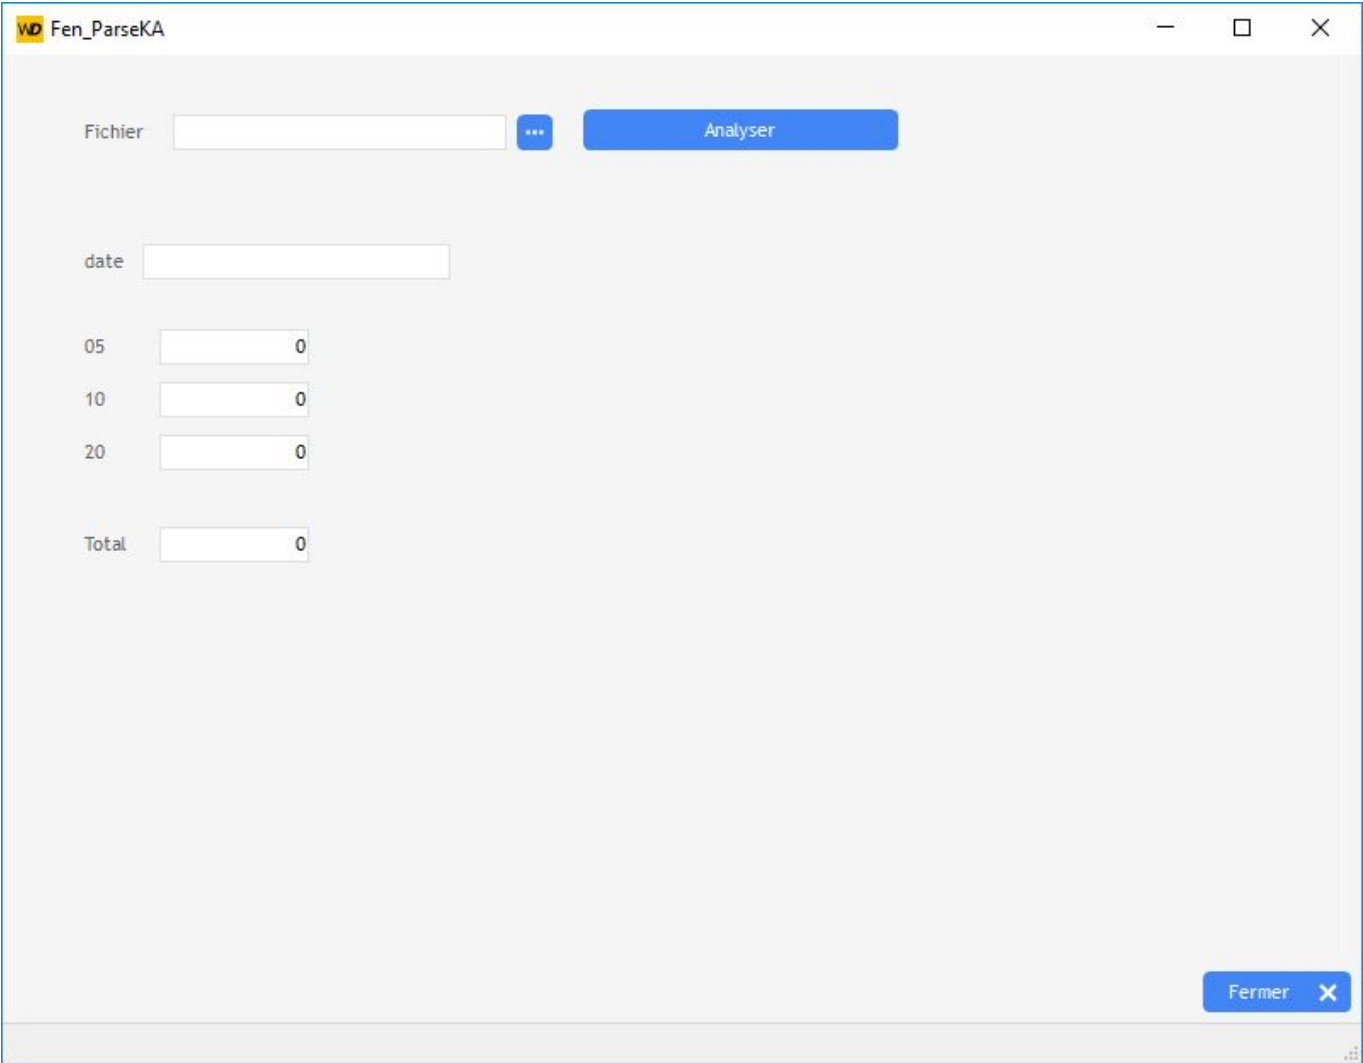 WD Fen_ParseKA
Fichier ... Analyser
date
05 0
10 0
20 0
Total 0
Fermer